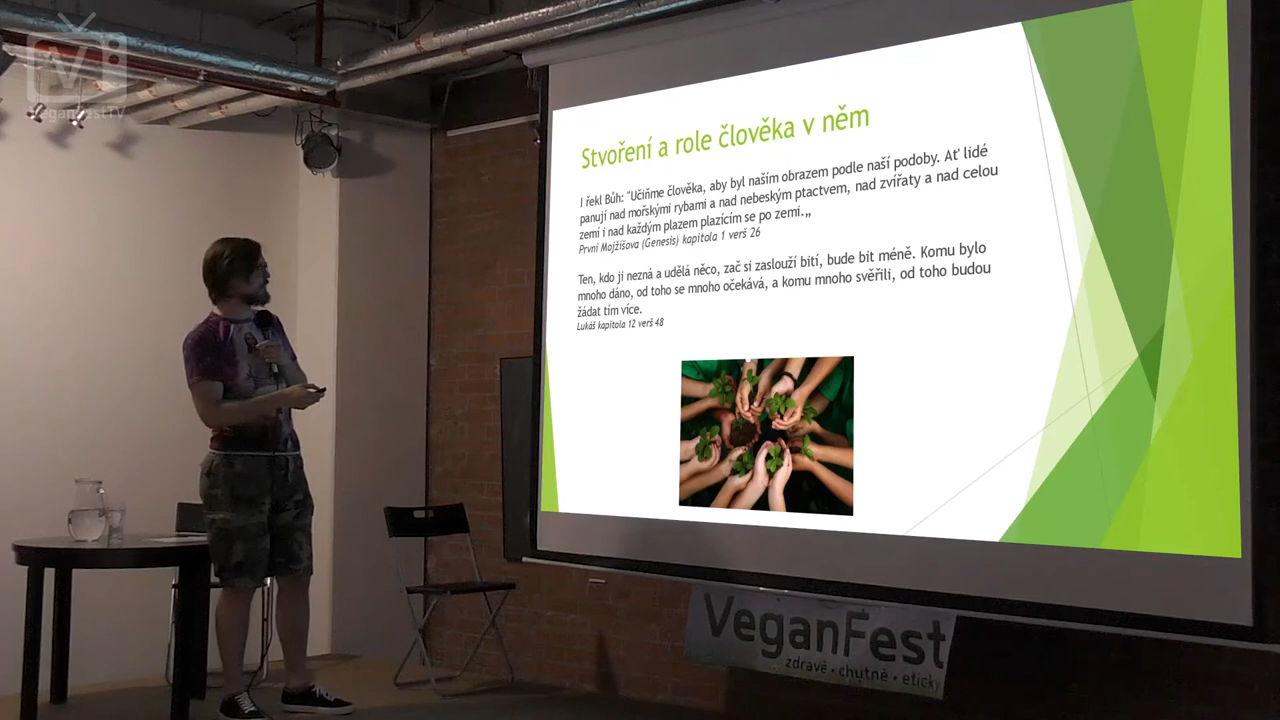 VeganFestTV
Stvoření a role člověka v něm
I řekl Bůh: "Učiňme člověka, aby byl naším obrazem podle naší podoby. Ať lidé
panují nad mořskými rybami a nad nebeským ptactvem, nad zvířaty a nad celou
zemí i nad každým plazem plazícím se po zemi.„
První Mojžíšova (Genesis) kapitola 1 verš 26
Ten, kdo ji nezná a udělá něco, zač si zaslouží bití, bude bit méně. Komu bylo
mnoho dáno, od toho se mnoho očekává, a komu mnoho svěřili, od toho budou
žádat tím více.
Lukáš kapitola 12 verš 48
VeganFest
zdravě • chutně • eticky